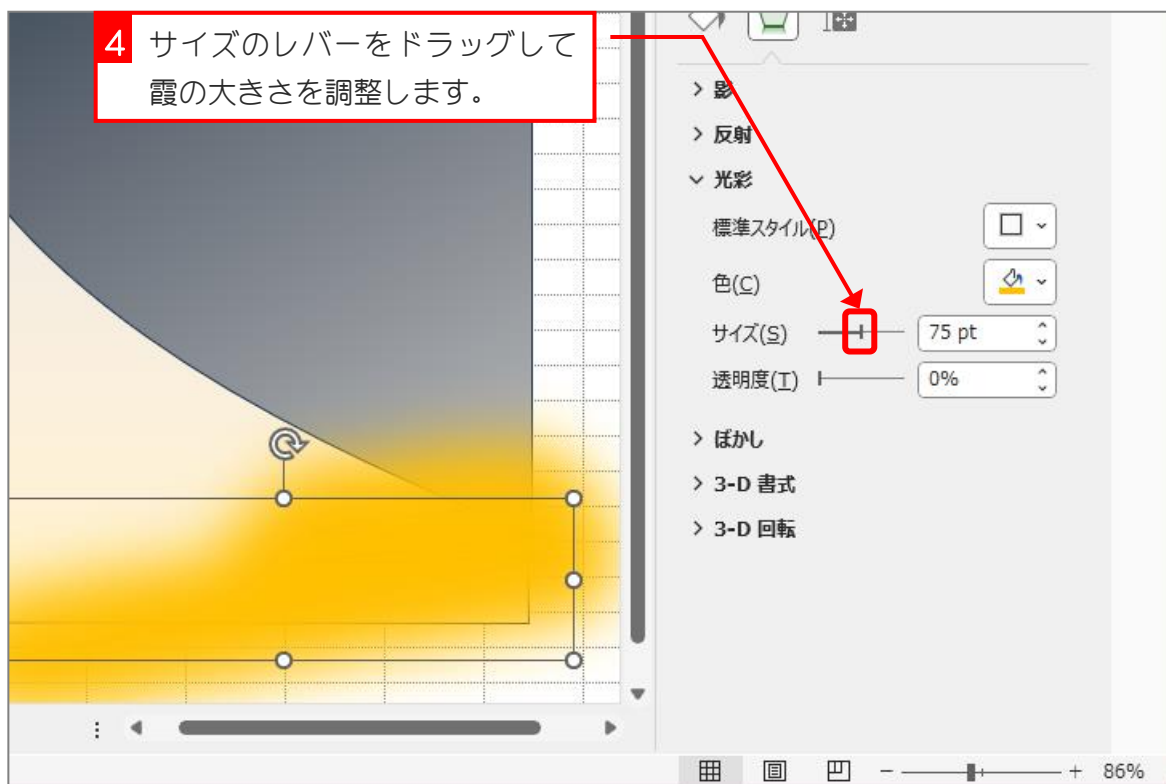 4 サイズのレバーをドラッグして
霞の大きさを調整します。
影
反射
光彩
標準スタイル(P)
色(C)
サイズ(S) 75 pt
透明度(T) 0%
ぼかし
3-D 書式
3-D 回転
86%